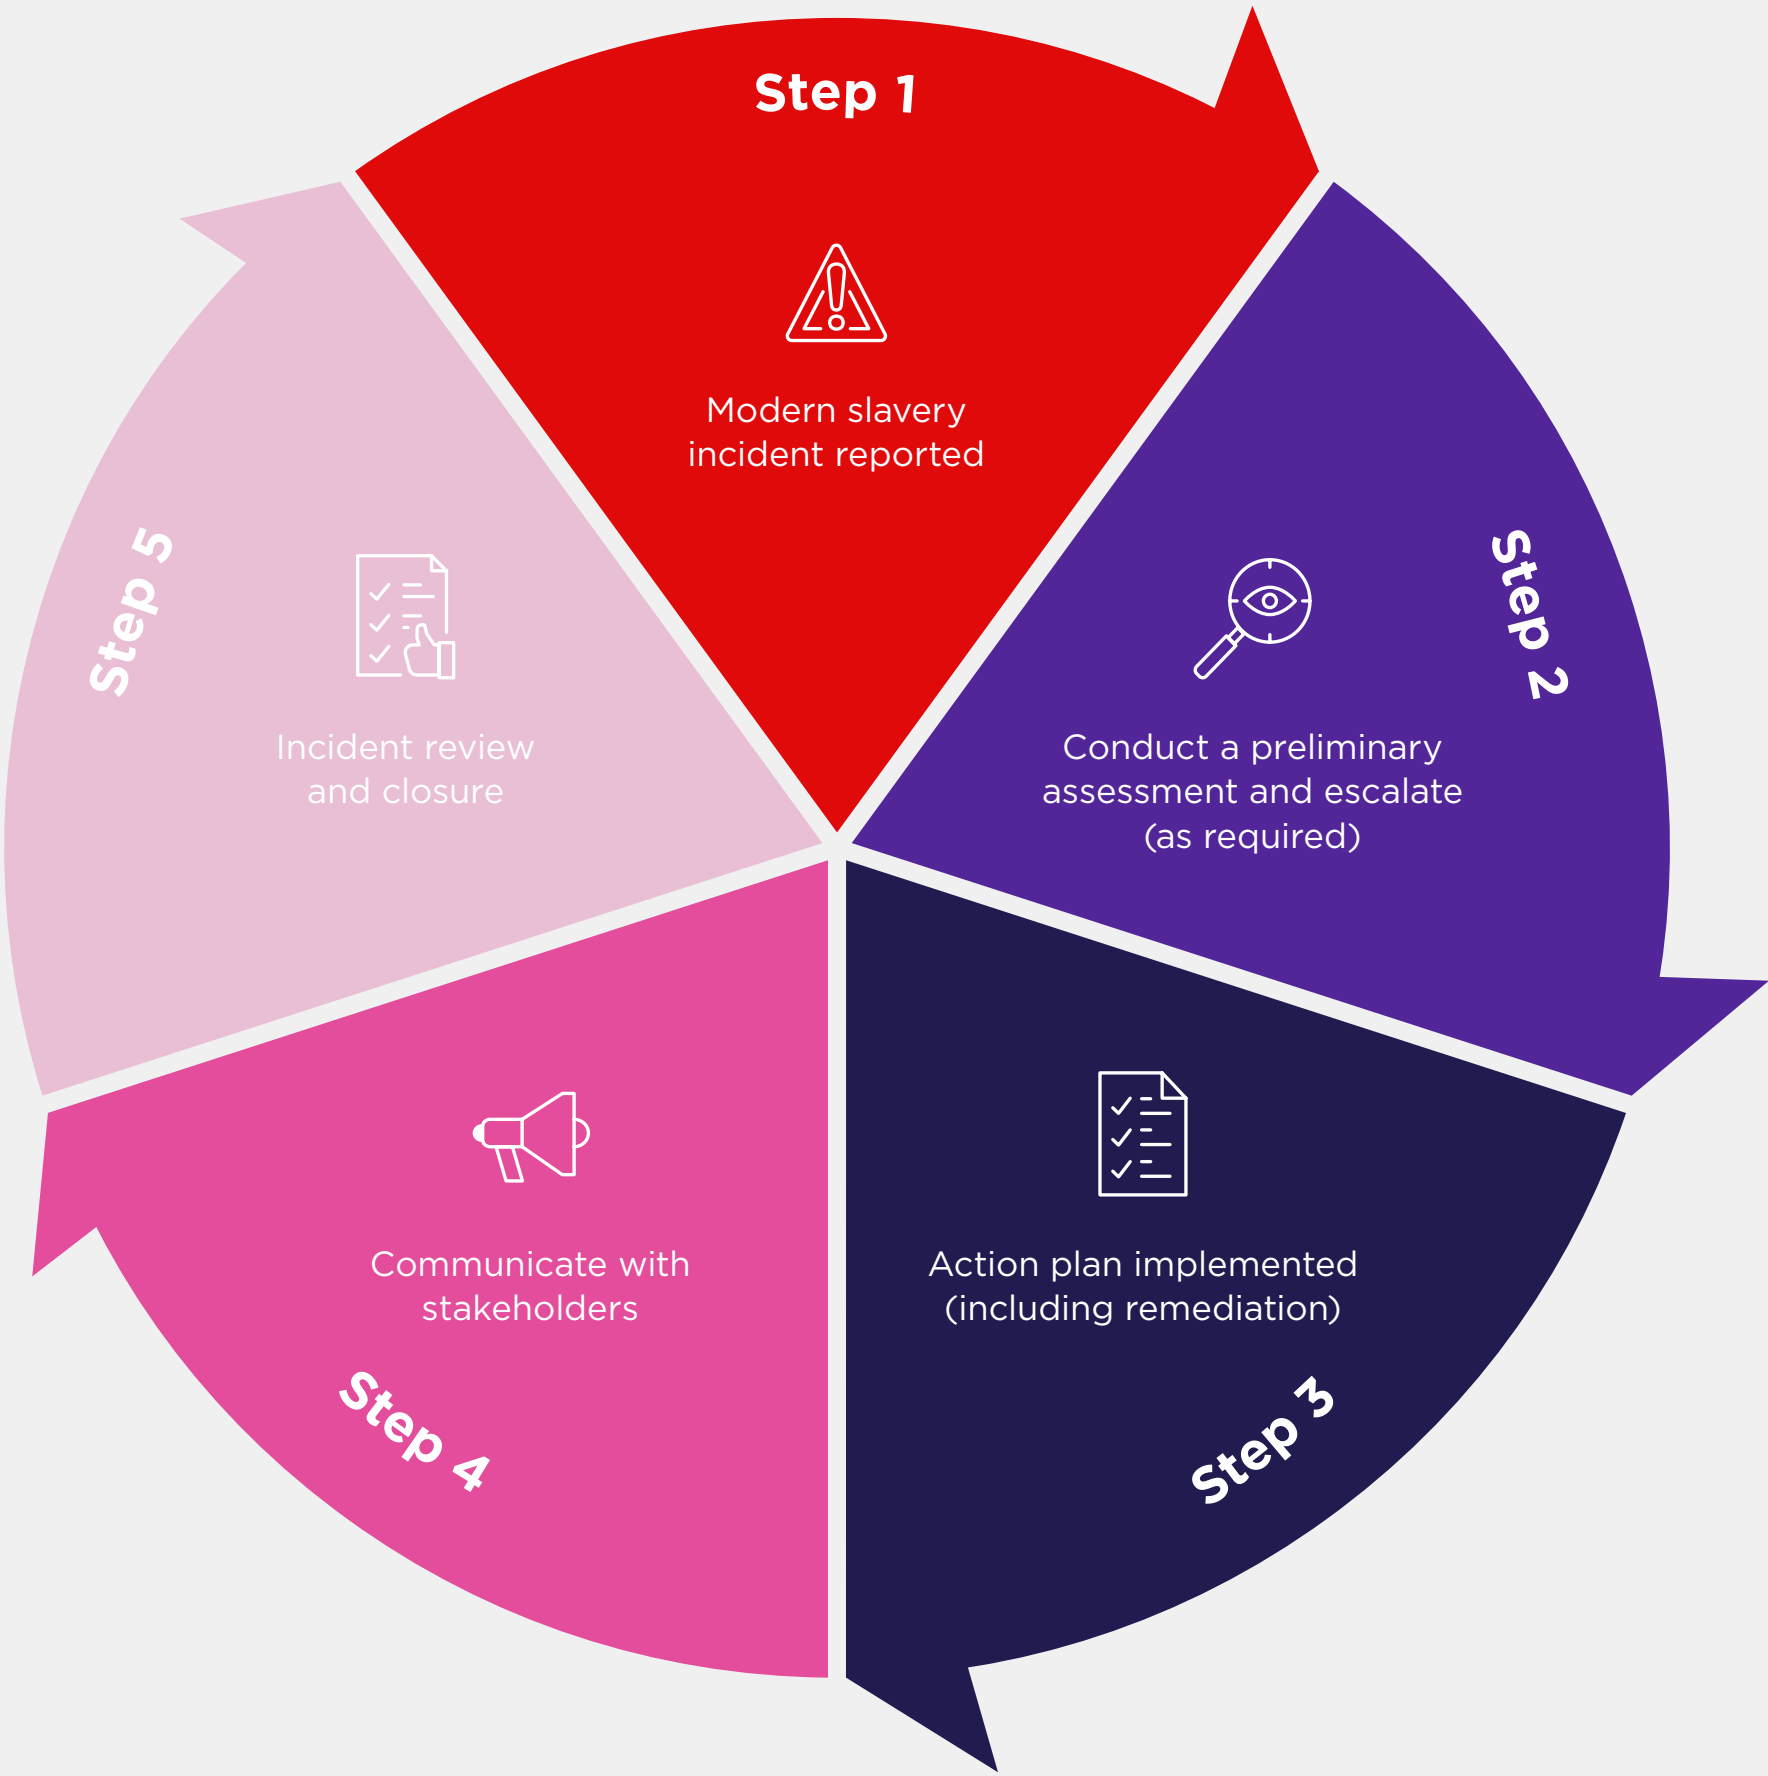 Step 1
Modern slavery
incident reported
Step 2
Conduct a preliminary
assessment and escalate
(as required)
Step 3
Action plan implemented
(including remediation)
Step 4
Communicate with
stakeholders
Step 5
Incident review
and closure